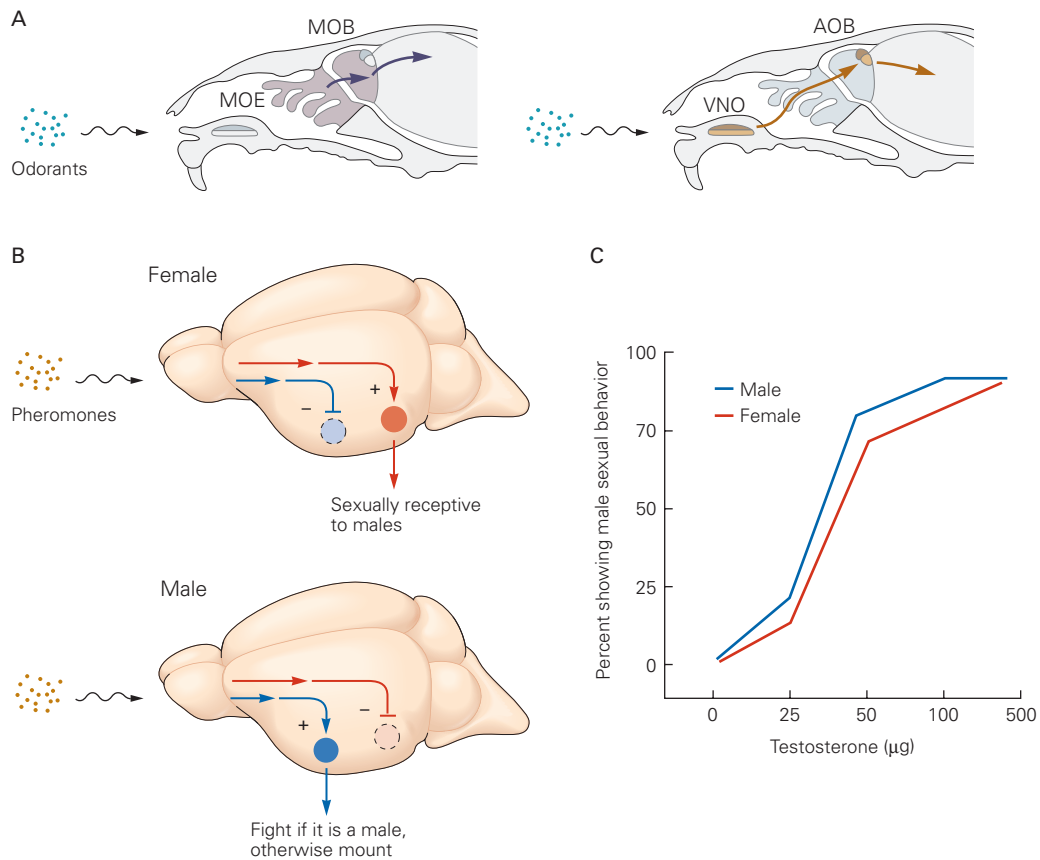 A
MOB
MOE
Odorants
AOB
VNO
B
Female
Pheromones
+
–
Sexually receptive
to males
Male
+
–
Fight if it is a male,
otherwise mount
C
Percent showing male sexual behavior
100
70
50
25
0
Male
Female
0 25 50 100 500
Testosterone (μg)